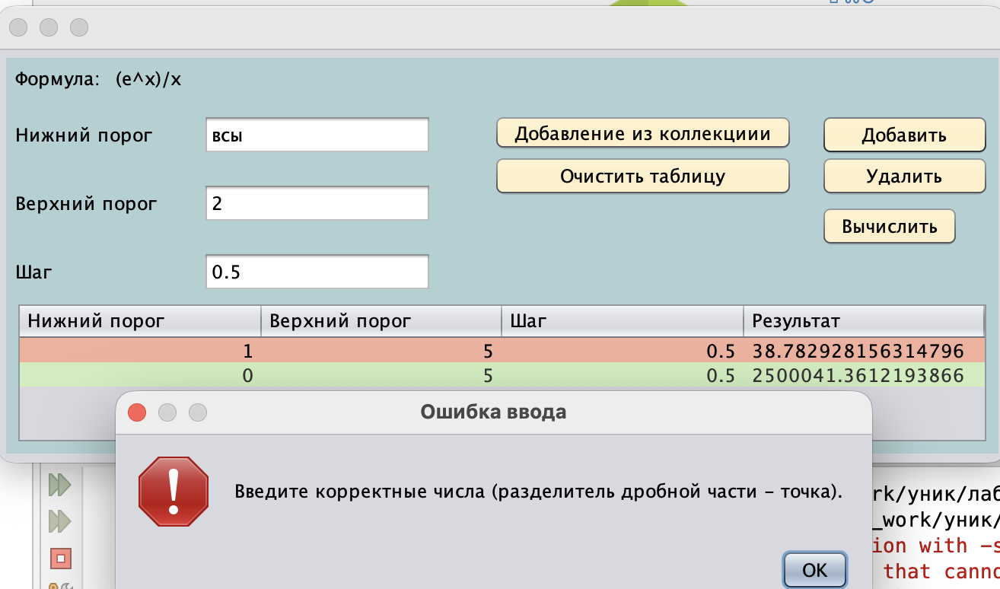 Формула: (e^x)/x
Нижний порог
всы
Добавление из коллекциии
Добавить
Очистить таблицу
Удалить
Верхний порог
2
Вычислить
Шаг
0.5
Нижний порог Верхний порог Шаг Результат
1 5 0.5 38.782928156314796
0 5 0.5 2500041.3612193866
Ошибка ввода
Введите корректные числа (разделитель дробной части – точка).
rk/уник/лаб
_work/уник/
ion with -s
that canno
OK